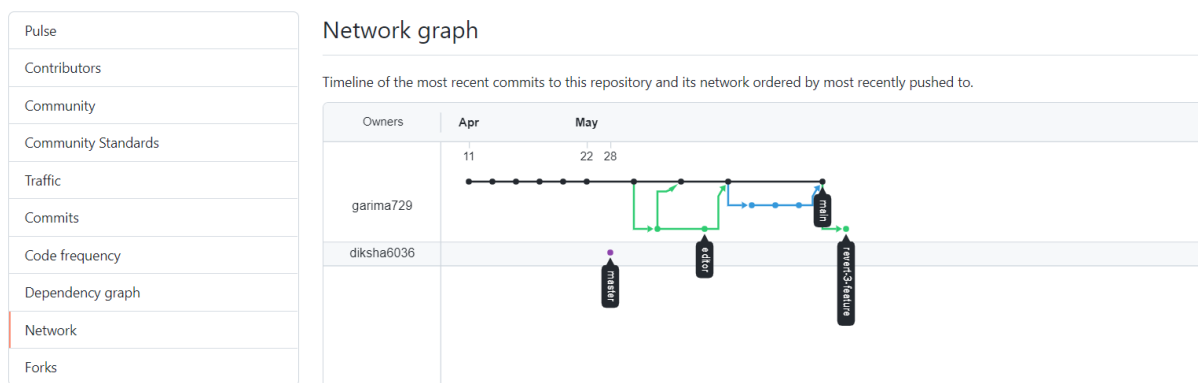 Pulse
Contributors
Community
Community Standards
Traffic
Commits
Code frequency
Dependency graph
Network
Forks
Network graph
Timeline of the most recent commits to this repository and its network ordered by most recently pushed to.
Owners Apr May
11 22 28
garima729
main
diksha6036
master
editor
revert-3-feature